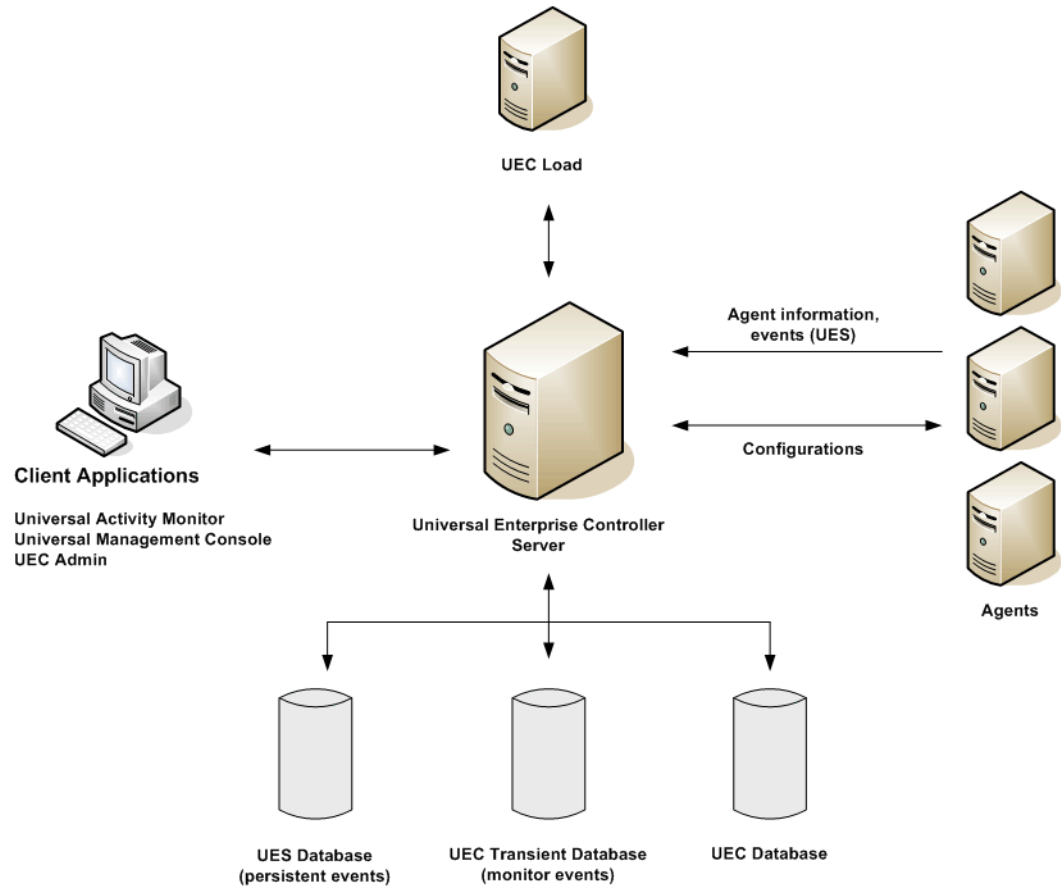 UEC Load
Agent information,
events (UES)
Configurations
Client Applications
Universal Activity Monitor
Universal Management Console
UEC Admin
Universal Enterprise Controller
Server
Agents
UES Database
(persistent events)
UEC Transient Database
(monitor events)
UEC Database